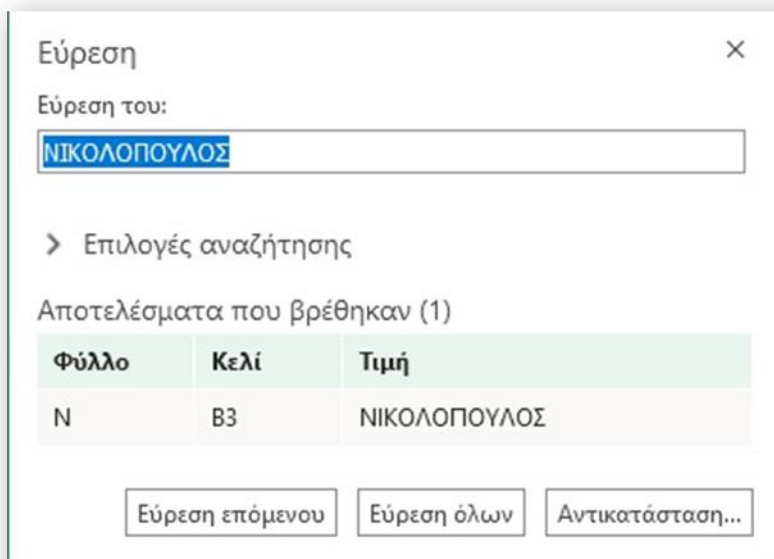 Εύρεση
Εύρεση του:
ΝΙΚΟΛΟΠΟΥΛΟΣ
Επιλογές αναζήτησης
Αποτελέσματα που βρέθηκαν (1)
Φύλλο Κελί Τιμή
Ν B3 ΝΙΚΟΛΟΠΟΥΛΟΣ
Εύρεση επόμενου Εύρεση όλων Αντικατάσταση...